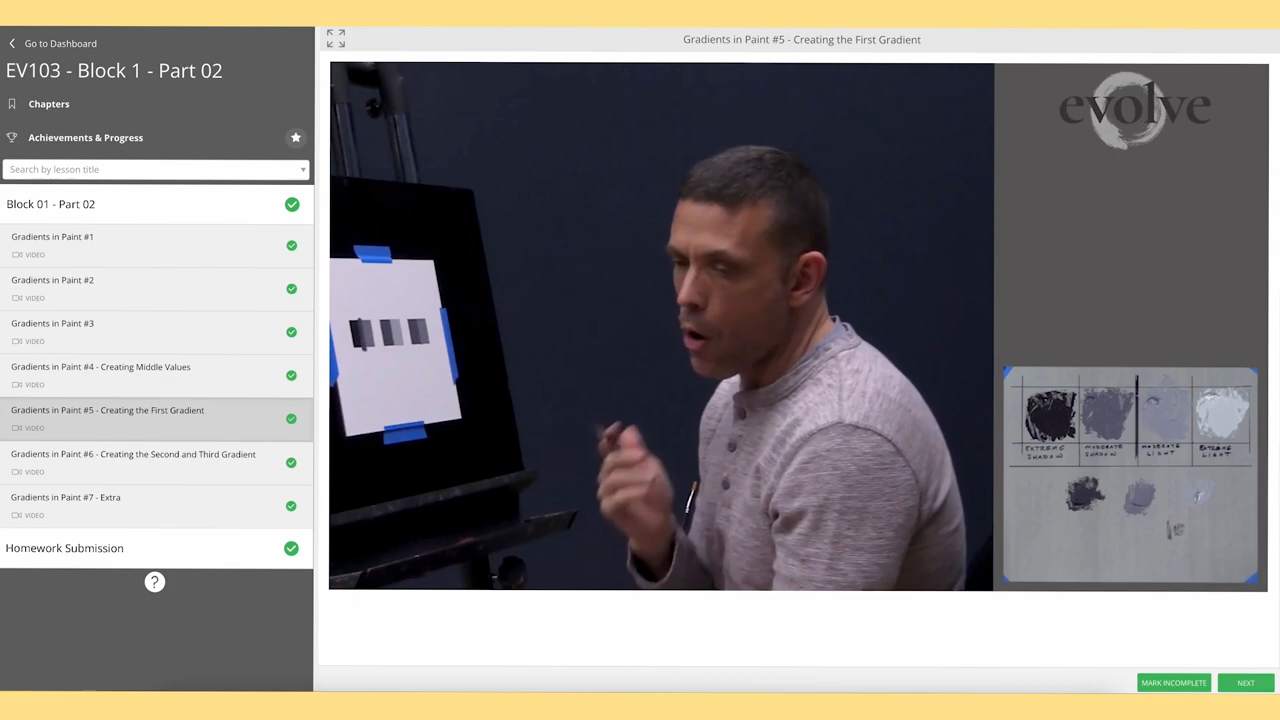 Go to Dashboard
EV103 - Block 1 - Part 02
Chapters
Achievements & Progress
Search by lesson title
Block 01 - Part 02
Gradients in Paint #1
VIDEO
Gradients in Paint #2
VIDEO
Gradients in Paint #3
VIDEO
Gradients in Paint #4 - Creating Middle Values
VIDEO
Gradients in Paint #5 - Creating the First Gradient
VIDEO
Gradients in Paint #6 - Creating the Second and Third Gradient
VIDEO
Gradients in Paint #7 - Extra
VIDEO
Homework Submission
?
Gradients in Paint #5 - Creating the First Gradient
evolve
EXTREME SHADOW
MODERATE SHADOW
MODERATE LIGHT
EXTREME LIGHT
MARK INCOMPLETE
NEXT